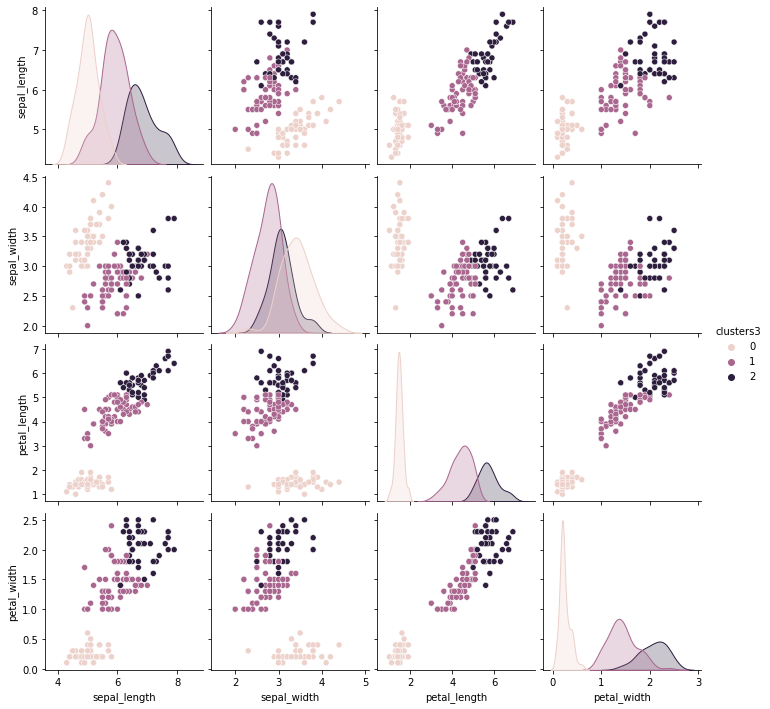 8
7
6
5
sepal_length
4.5
4.0
3.5
3.0
2.5
2.0
sepal_width
clusters3
0
1
2
7
6
5
4
3
2
1
petal_length
2.5
2.0
1.5
1.0
0.5
0.0
petal_width
4 6 8
2 3 4 5
2 4 6
0 1 2 3
sepal_length sepal_width petal_length petal_width